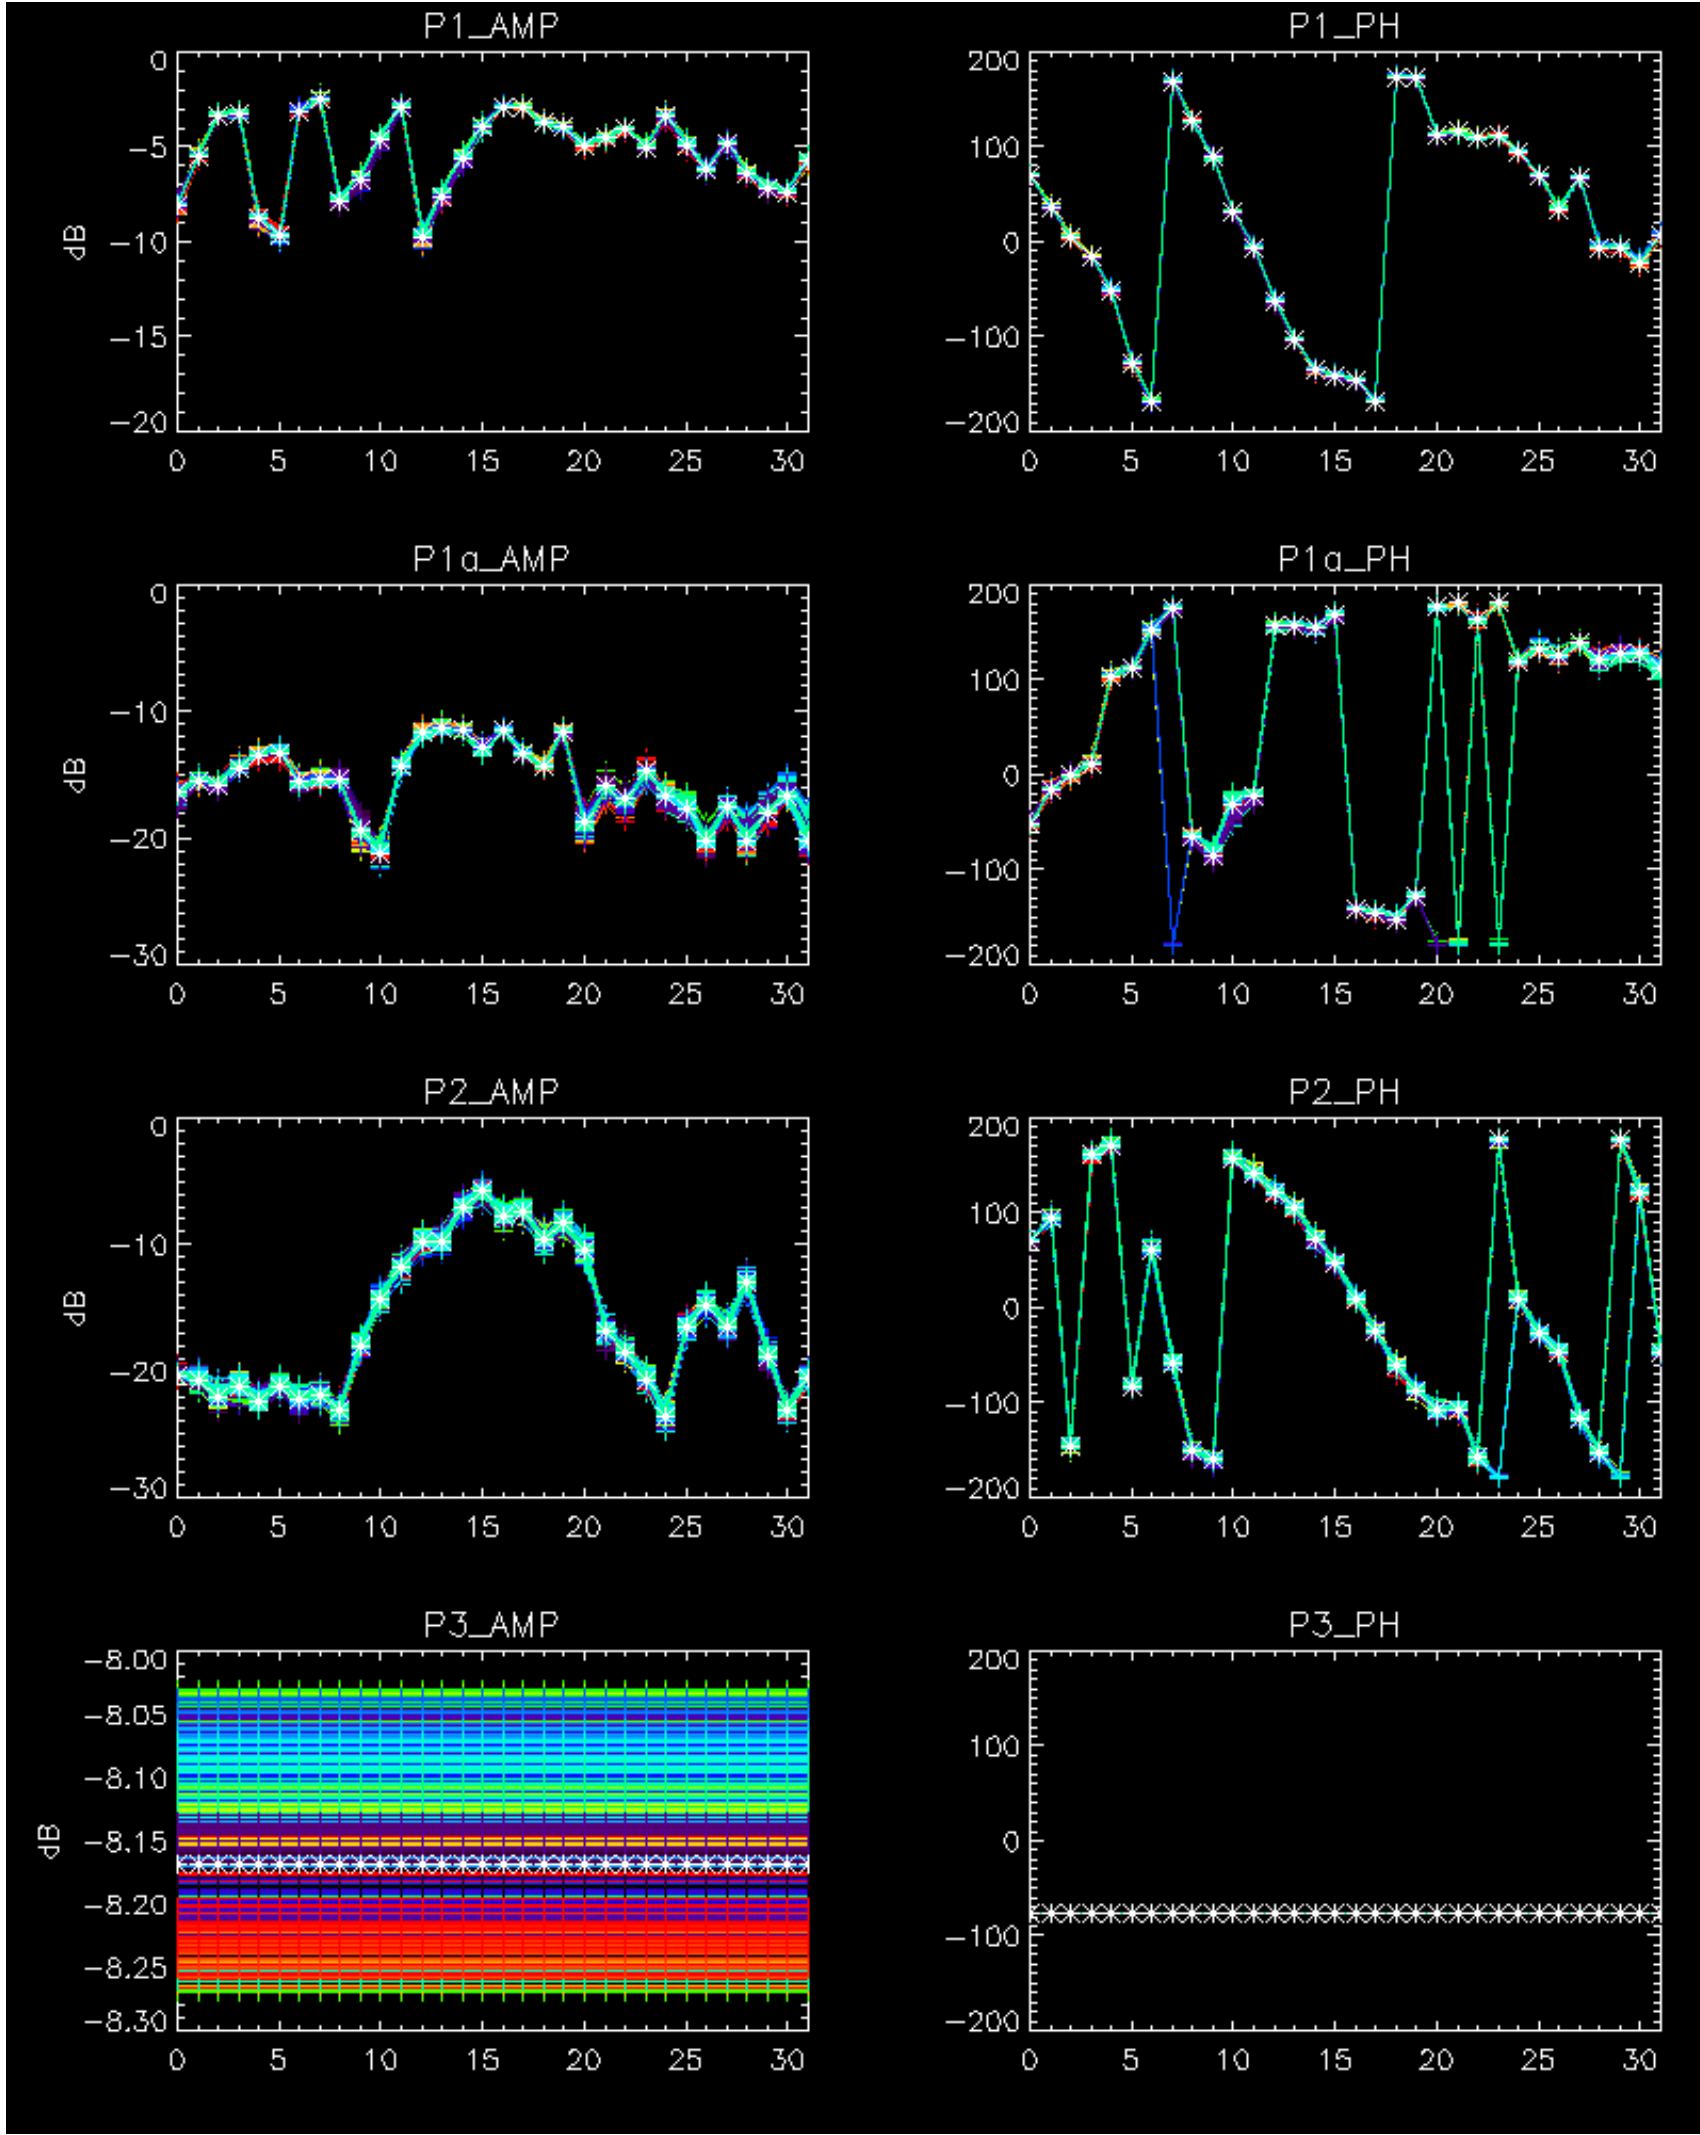 P1_AMP P1_PH
0 200
-5 100
dB -10 0
-15 -100
-20 -200
0 5 10 15 20 25 30 0 5 10 15 20 25 30
P1a_AMP P1a_PH
0 200
-10 100
dB 0
-20 -100
-30 -200
0 5 10 15 20 25 30 0 5 10 15 20 25 30
P2_AMP P2_PH
0 200
-10 100
dB 0
-20 -100
-30 -200
0 5 10 15 20 25 30 0 5 10 15 20 25 30
P3_AMP P3_PH
-8.00 200
-8.05
-8.10 100
dB -8.15 0
-8.20 -100
-8.25
-8.30 -200
0 5 10 15 20 25 30 0 5 10 15 20 25 30